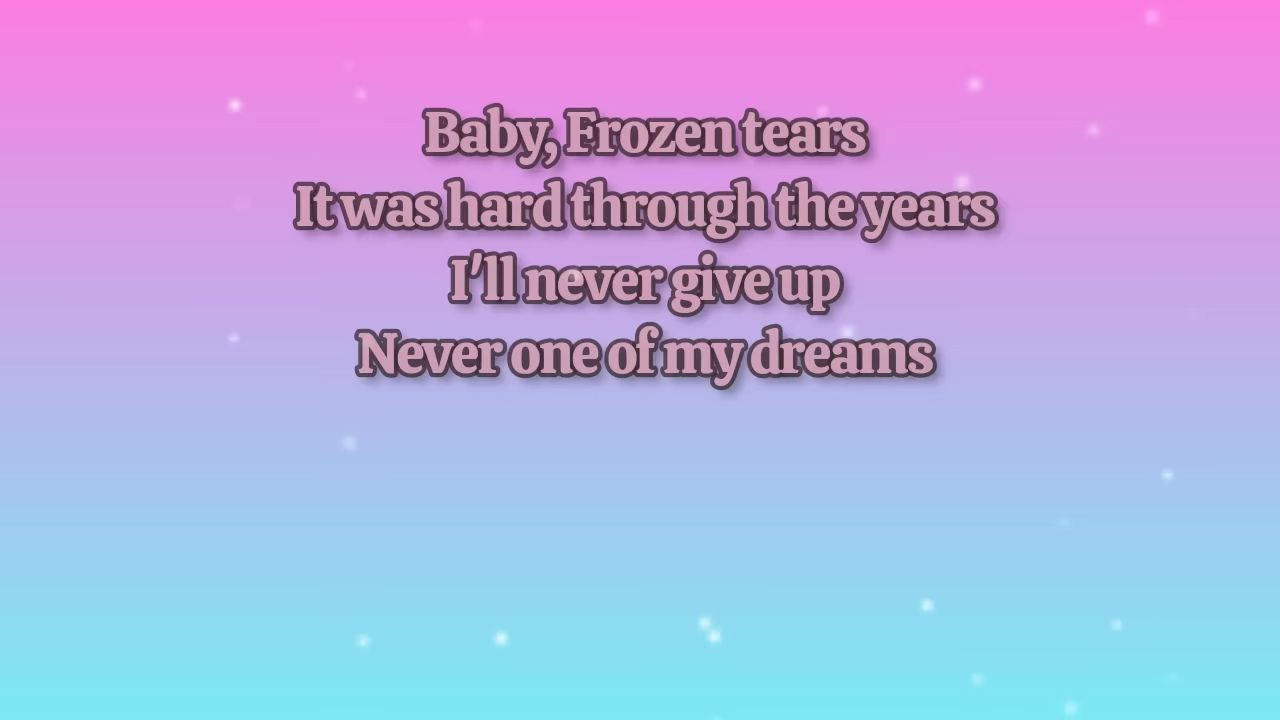 Baby, Frozen tears
It was hard through the years
I'll never give up
Never one of my dreams